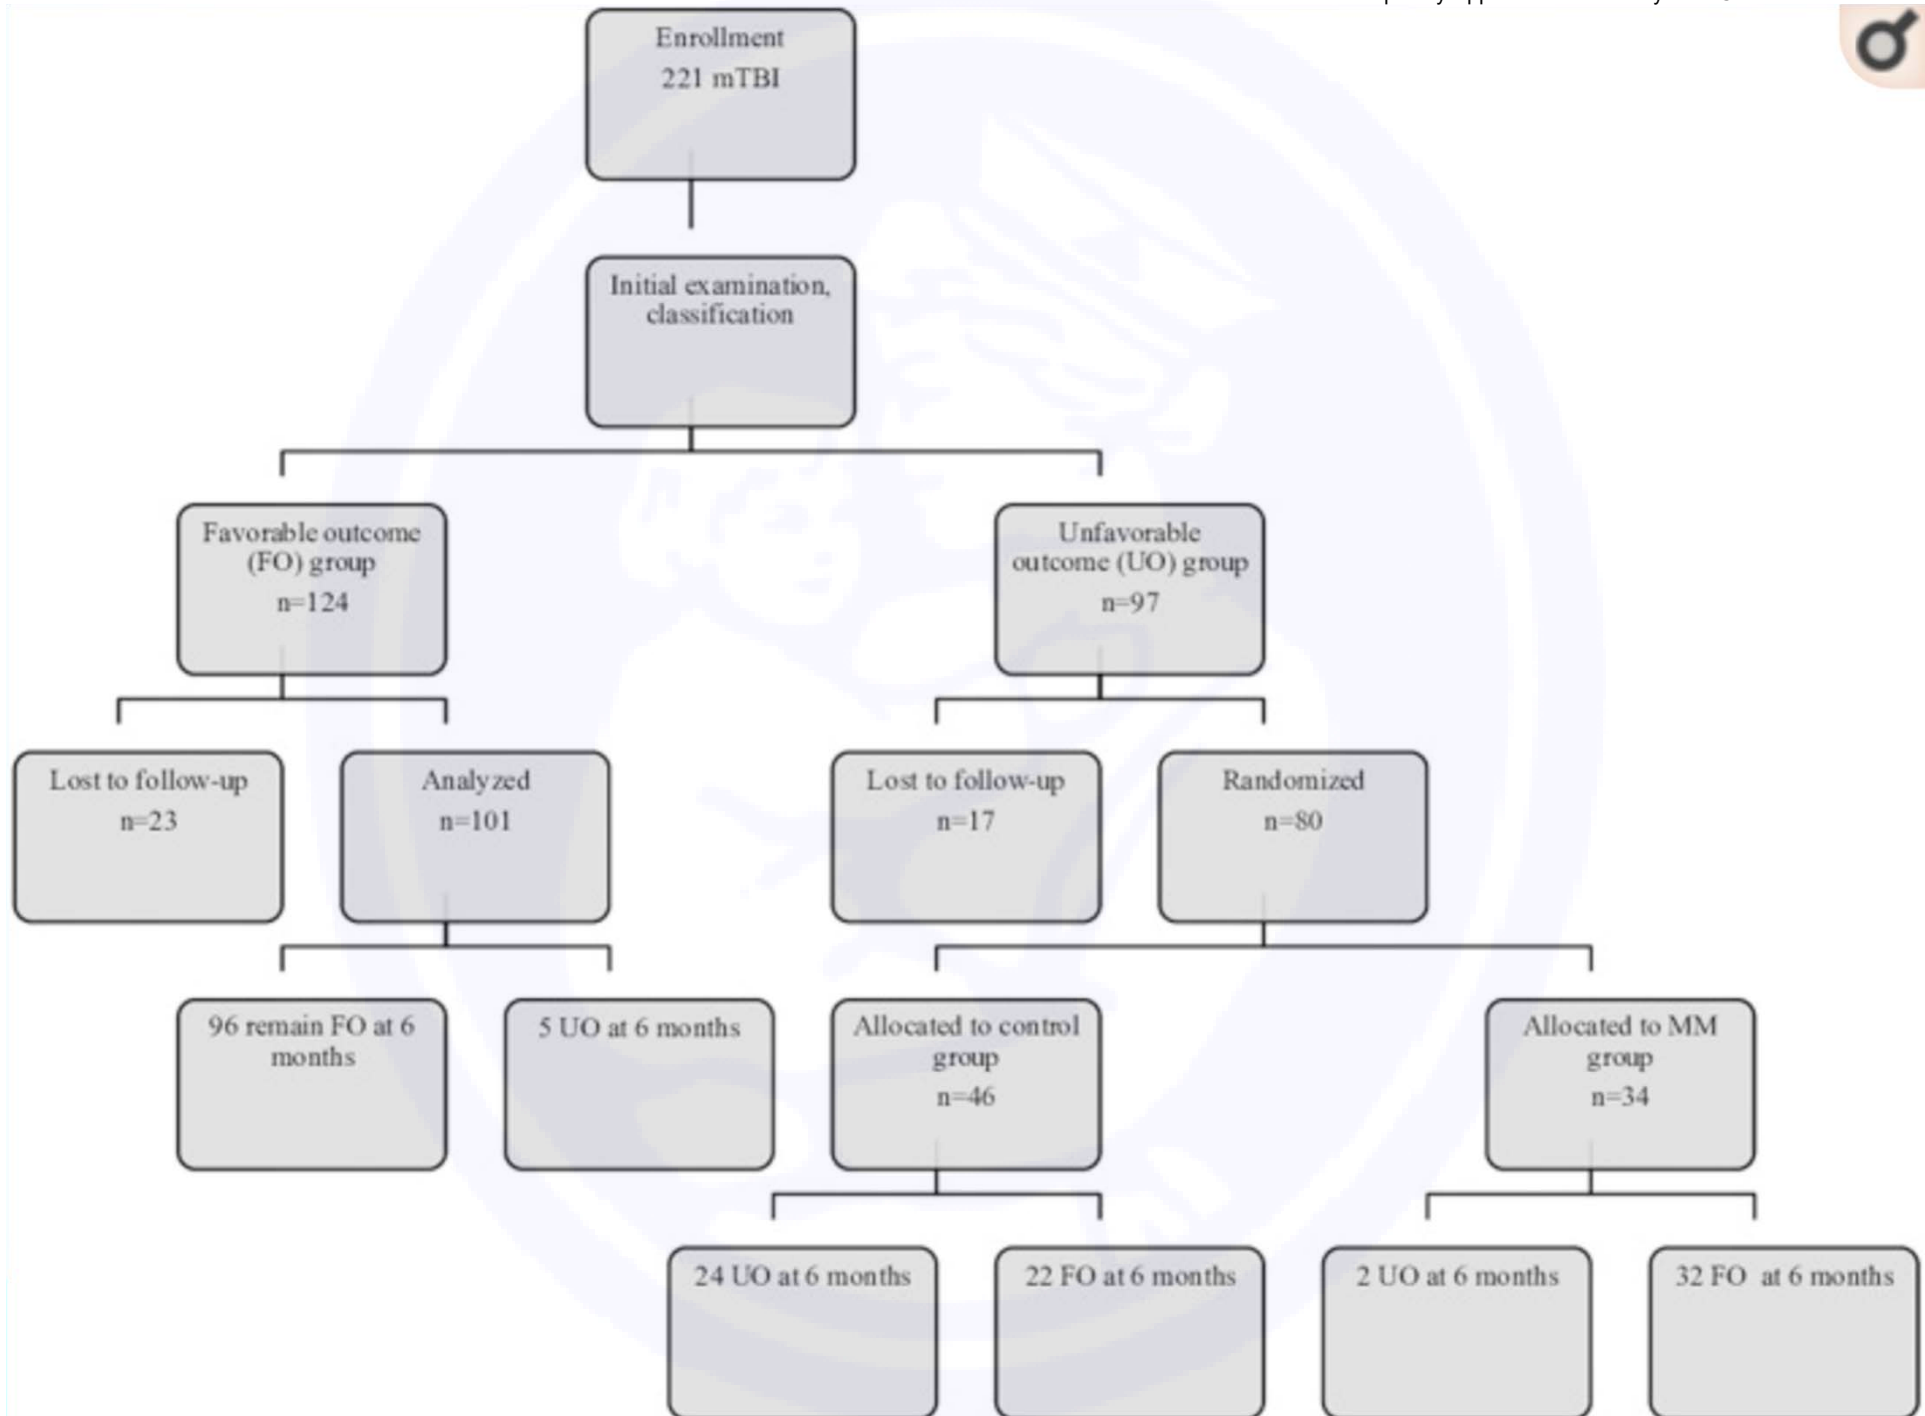 Enrollment
221 mTBI
Initial examination,
classification
Favorable outcome
(FO) group
n=124
Unfavorable
outcome (UO) group
n=97
Lost to follow-up
n=23
Analyzed
n=101
Lost to follow-up
n=17
Randomized
n=80
96 remain FO at 6
months
5 UO at 6 months
Allocated to control
group
n=46
Allocated to MM
group
n=34
24 UO at 6 months
22 FO at 6 months
2 UO at 6 months
32 FO  at 6 months